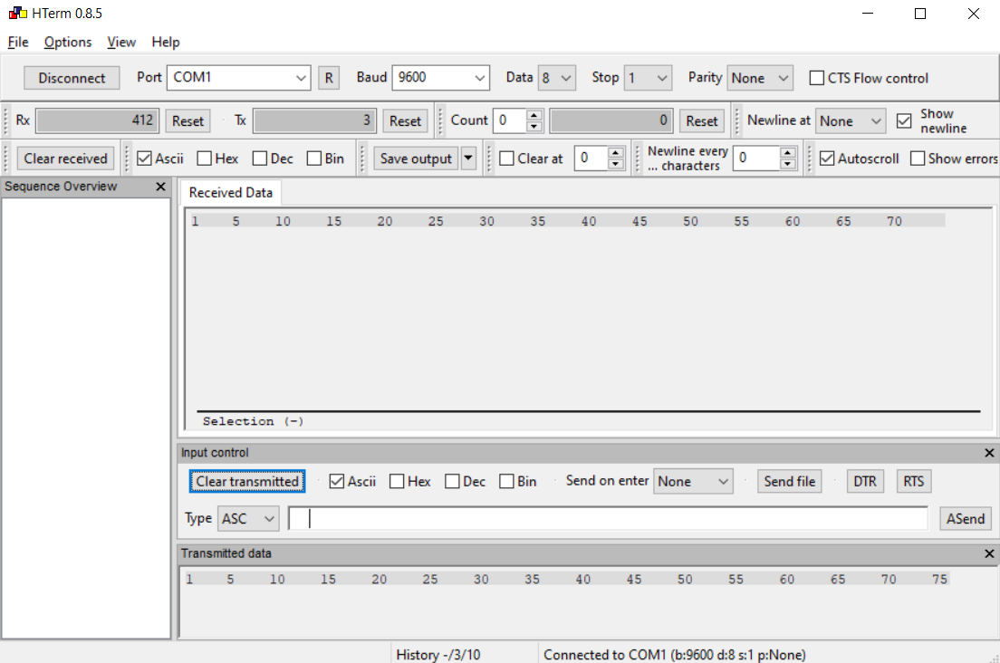 HTerm 0.8.5
File Options View Help
Disconnect Port COM1 R Baud 9600 Data 8 Stop 1 Parity None CTS Flow control
Rx 412 Reset Tx 3 Reset Count 0 0 Reset Newline at None Show newline
Clear received Ascii Hex Dec Bin Save output Clear at 0 Newline every ... characters 0 Autoscroll Show errors
Sequence Overview
Received Data
1 5 10 15 20 25 30 35 40 45 50 55 60 65 70
Selection (-)
Input control
Clear transmitted Ascii Hex Dec Bin Send on enter None Send file DTR RTS
Type ASC ASend
Transmitted data
1 5 10 15 20 25 30 35 40 45 50 55 60 65 70 75
History -/3/10 Connected to COM1 (b:9600 d:8 s:1 p:None)